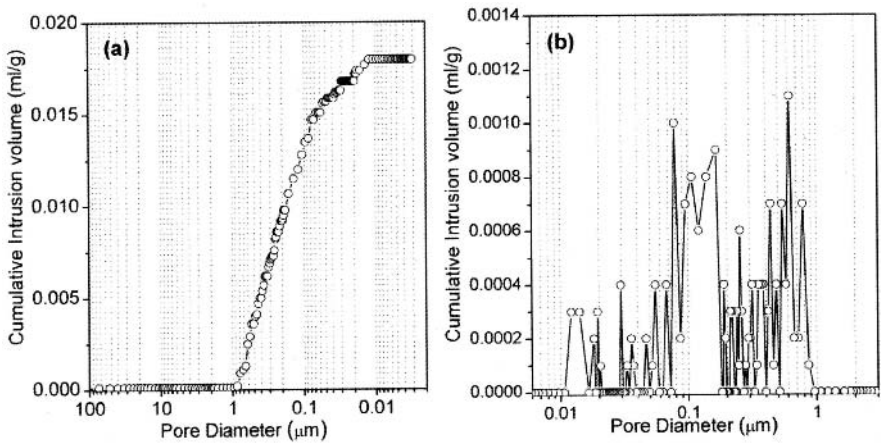 (a)
Cumulative Intrusion volume (ml/g)
0.020
0.015
0.010
0.005
0.000
100 10 1 0.1 0.01
Pore Diameter (μm)
(b)
Cumulative Intrusion volume (ml/g)
0.0014
0.0012
0.0010
0.0008
0.0006
0.0004
0.0002
0.0000
0.01 0.1 1
Pore Diameter (μm)